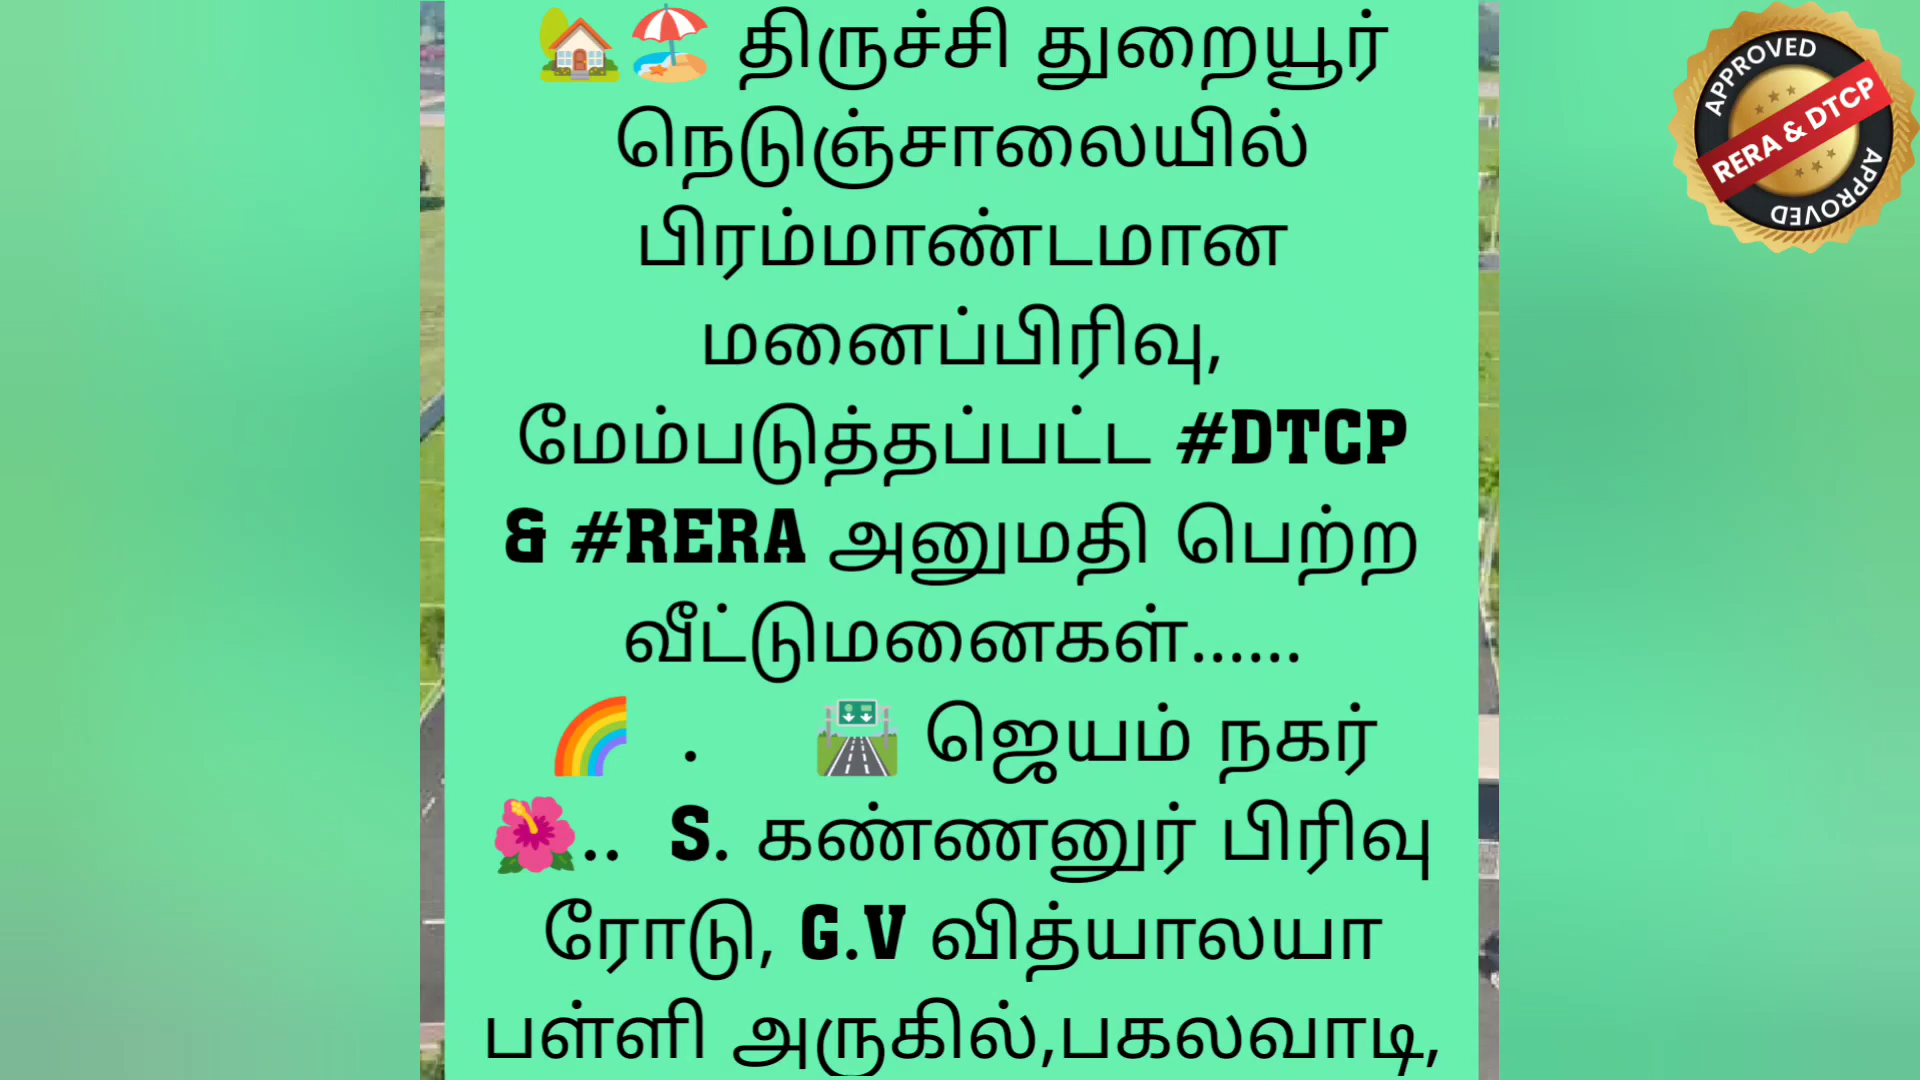 🏡🏖️ திருச்சி துறையூர்
நெடுஞ்சாலையில்
பிரம்மாண்டமான
மனைப்பிரிவு,
மேம்படுத்தப்பட்ட #DTCP
& #RERA அனுமதி பெற்ற
வீட்டுமனைகள்......
🌈 . 🛣️ ஜெயம் நகர்
🌺.. S. கண்ணனுர் பிரிவு
ரோடு, G.V வித்யாலயா
பள்ளி அருகில்,பகலவாடி,
APPROVED
RERA & DTCP
APPROVED